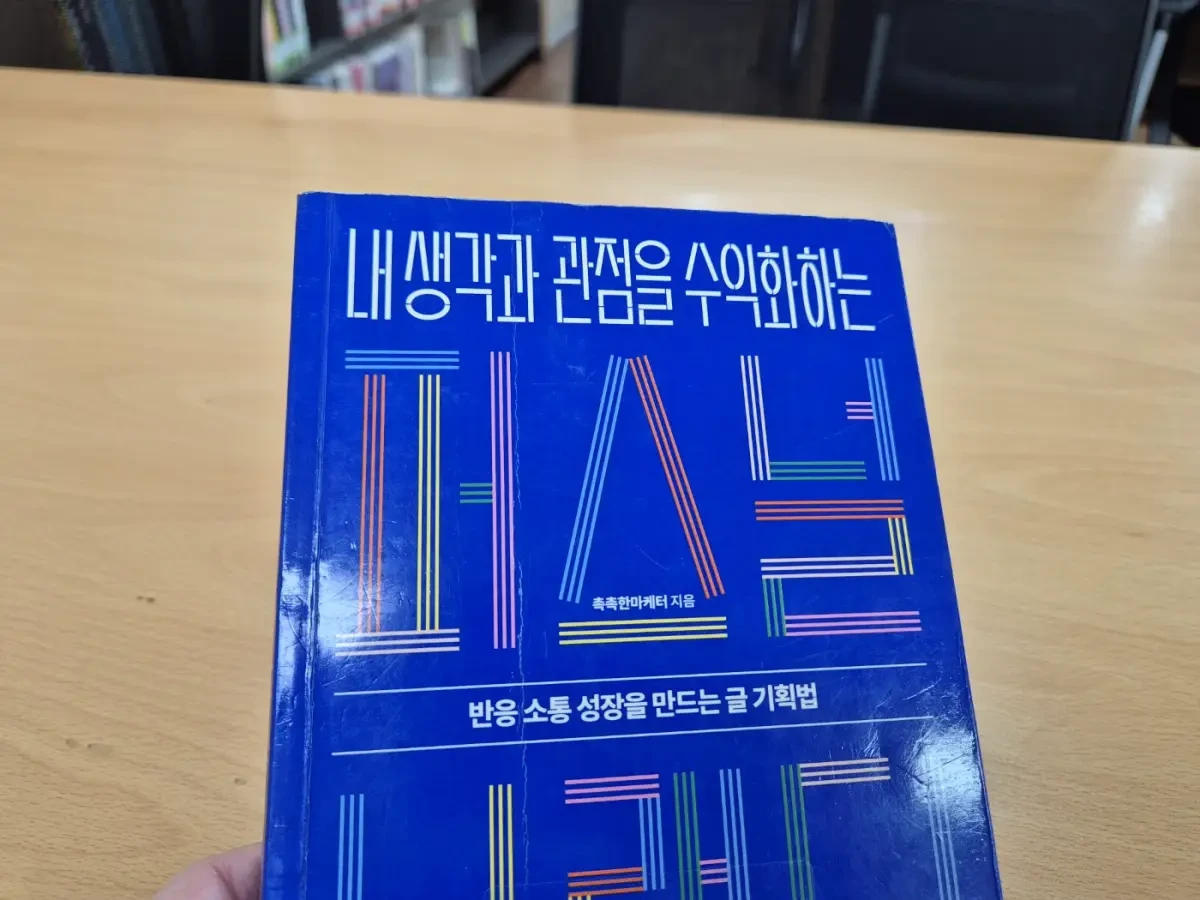 내 생각과 관점을 수익화하는
퍼스널
촉촉한마케터 지음
반응 소통 성장을 만드는 글 기획법